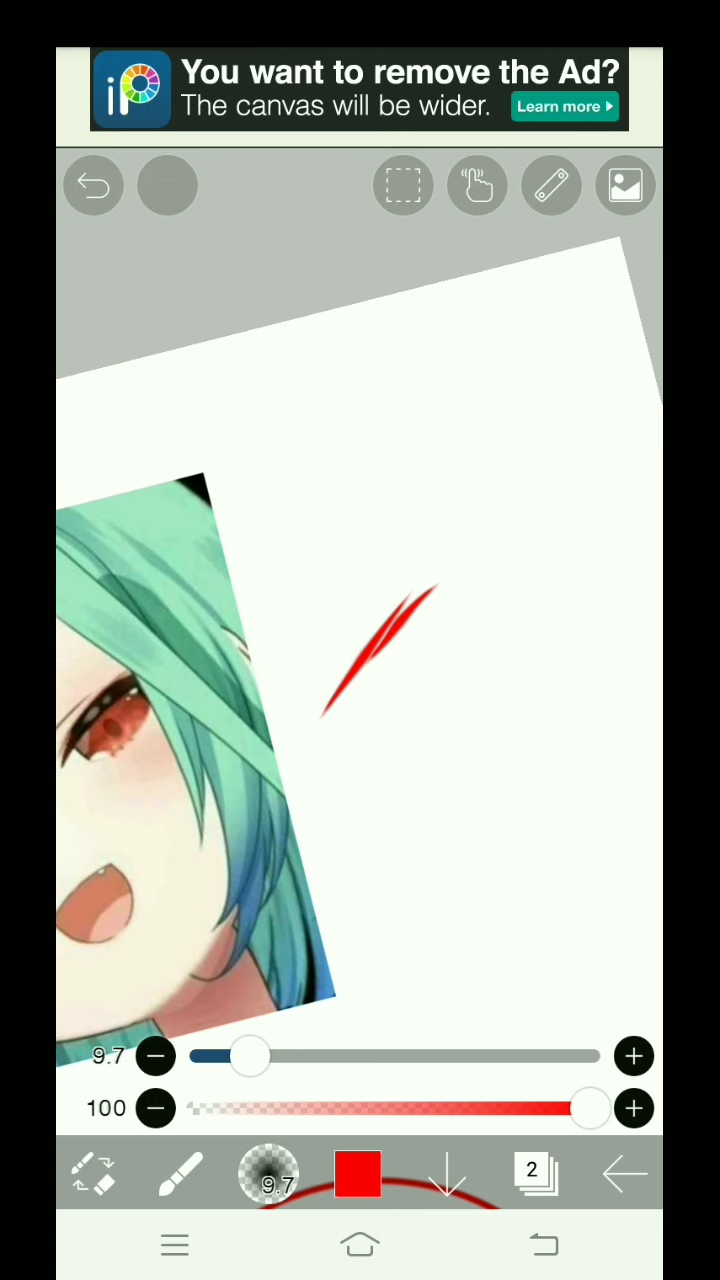 iP
You want to remove the Ad?
The canvas will be wider.
Learn more
9.7
100
9.7
2